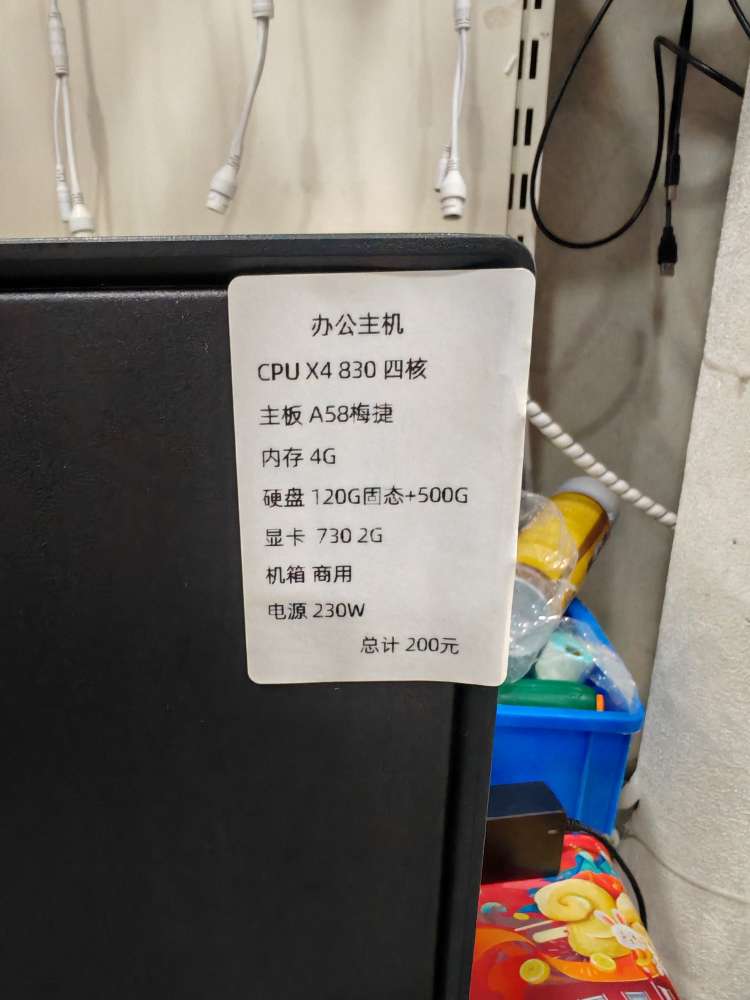 办公主机
CPU X4 830 四核
主板 A58梅捷
内存 4G
硬盘 120G固态+500G
显卡 730 2G
机箱 商用
电源 230W
总计 200元